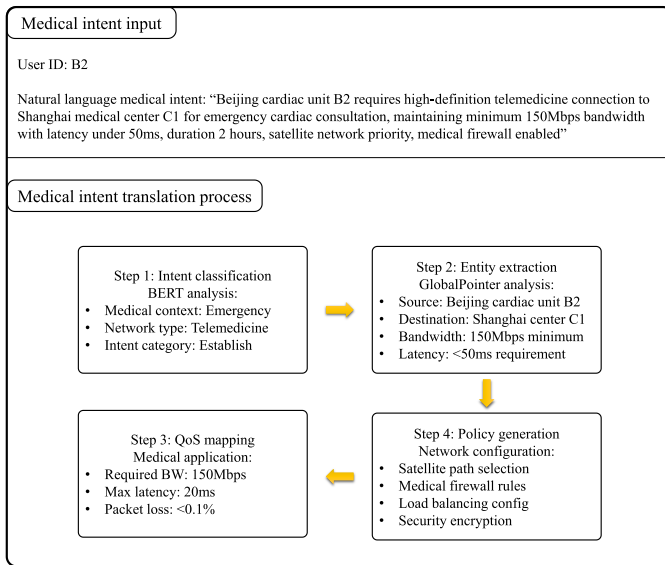 Medical intent input
User ID: B2
Natural language medical intent: “Beijing cardiac unit B2 requires high-definition telemedicine connection to
Shanghai medical center C1 for emergency cardiac consultation, maintaining minimum 150Mbps bandwidth
with latency under 50ms, duration 2 hours, satellite network priority, medical firewall enabled”
Medical intent translation process
Step 1: Intent classification
BERT analysis:
• Medical context: Emergency
• Network type: Telemedicine
• Intent category: Establish
Step 2: Entity extraction
GlobalPointer analysis:
• Source: Beijing cardiac unit B2
• Destination: Shanghai center C1
• Bandwidth: 150Mbps minimum
• Latency: <50ms requirement
Step 3: QoS mapping
Medical application:
• Required BW: 150Mbps
• Max latency: 20ms
• Packet loss: <0.1%
Step 4: Policy generation
Network configuration:
• Satellite path selection
• Medical firewall rules
• Load balancing config
• Security encryption